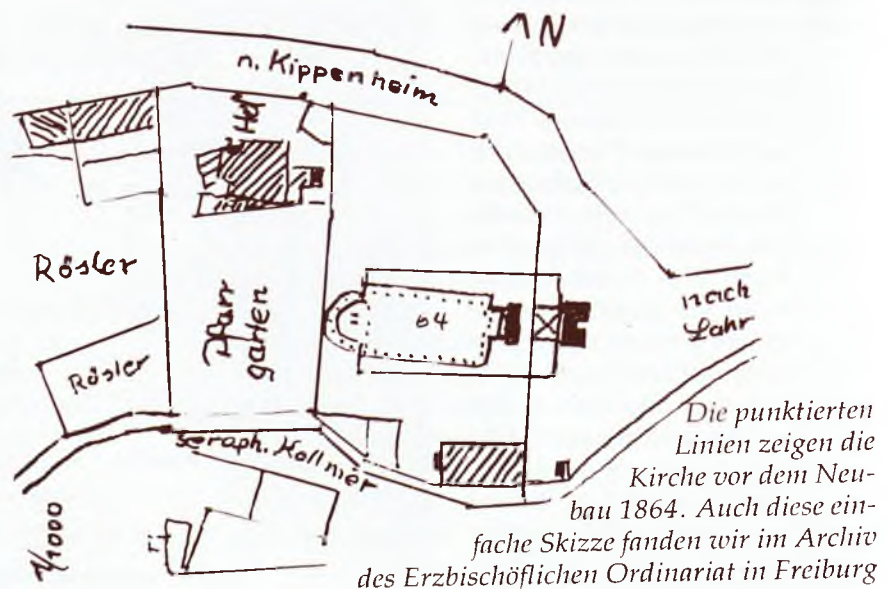 N
n. Kippenheim
Hof
Rösler
Pfarr
garten
64
nach
Lahr
Rösler
Seraph. Kollmer
1/1000
Die punktierten
Linien zeigen die
Kirche vor dem Neu-
bau 1864. Auch diese ein-
fache Skizze fanden wir im Archiv
des Erzbischöflichen Ordinariat in Freiburg